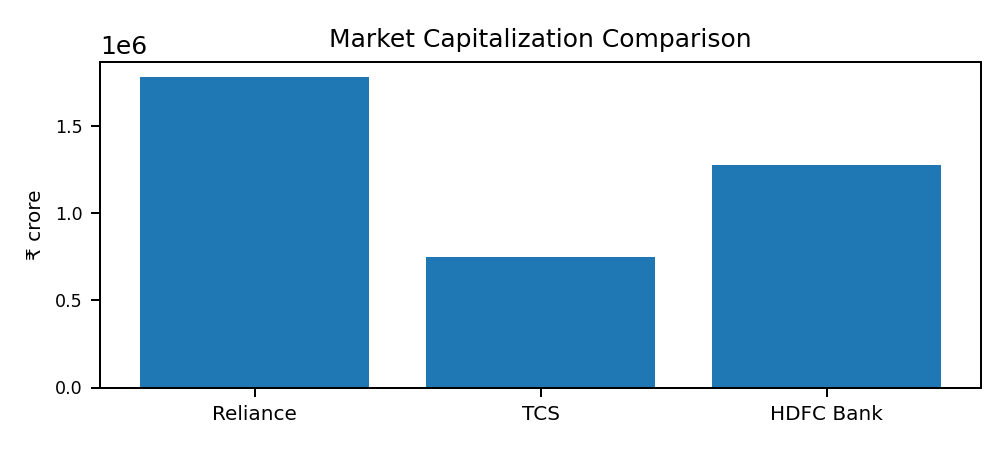 Market Capitalization Comparison
1e6
1.5
1.0
0.5
0.0
₹ crore
Reliance TCS HDFC Bank